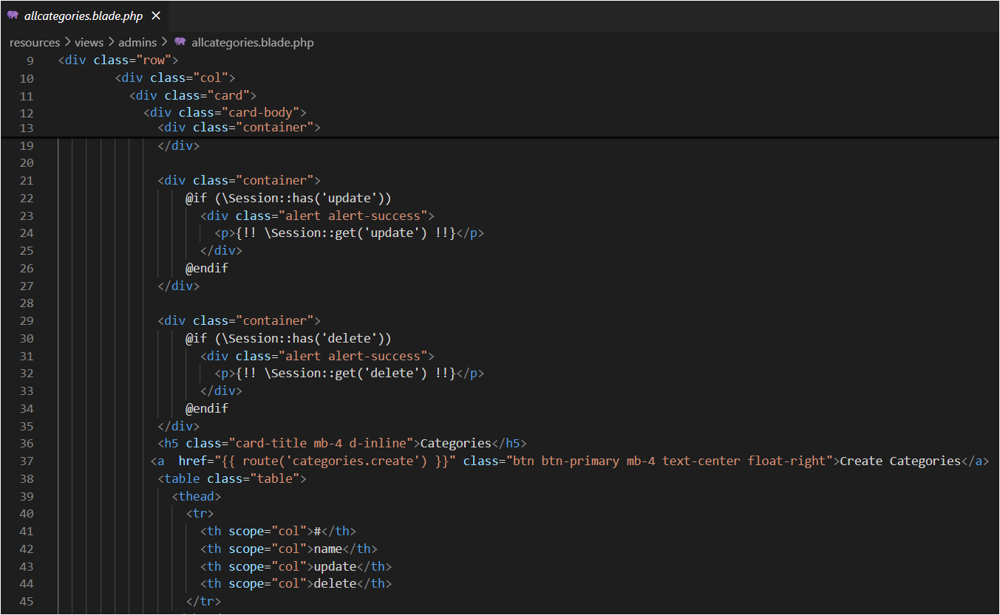 allcategories.blade.php
resources > views > admins > allcategories.blade.php
9 <div class="row">
10 <div class="col">
11 <div class="card">
12 <div class="card-body">
13 <div class="container">
19 </div>
20
21 <div class="container">
22 @if (\Session::has('update'))
23 <div class="alert alert-success">
24 <p>{!! \Session::get('update') !!}</p>
25 </div>
26 @endif
27 </div>
28
29 <div class="container">
30 @if (\Session::has('delete'))
31 <div class="alert alert-success">
32 <p>{!! \Session::get('delete') !!}</p>
33 </div>
34 @endif
35 </div>
36 <h5 class="card-title mb-4 d-inline">Categories</h5>
37 <a  href="{{ route('categories.create') }}" class="btn btn-primary mb-4 text-center float-right">Create Categories</a>
38 <table class="table">
39 <thead>
40 <tr>
41 <th scope="col">#</th>
42 <th scope="col">name</th>
43 <th scope="col">update</th>
44 <th scope="col">delete</th>
45 </tr>